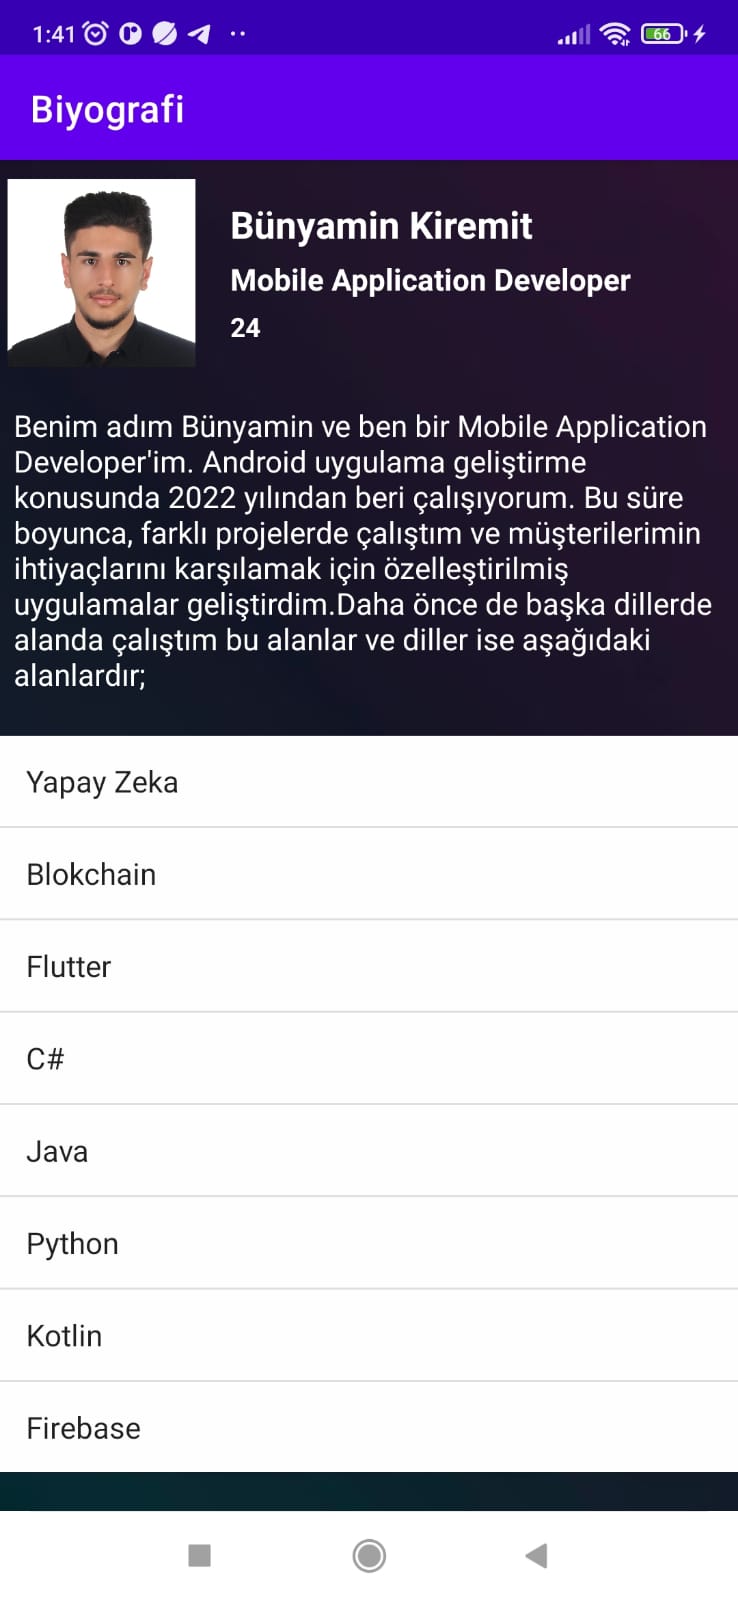 1:41
66
Biyografi
Bünyamin Kiremit
Mobile Application Developer
24
Benim adım Bünyamin ve ben bir Mobile Application
Developer'im. Android uygulama geliştirme
konusunda 2022 yılından beri çalışıyorum. Bu süre
boyunca, farklı projelerde çalıştım ve müşterilerimin
ihtiyaçlarını karşılamak için özelleştirilmiş
uygulamalar geliştirdim.Daha önce de başka dillerde
alanda çalıştım bu alanlar ve diller ise aşağıdaki
alanlardır;
Yapay Zeka
Blokchain
Flutter
C#
Java
Python
Kotlin
Firebase